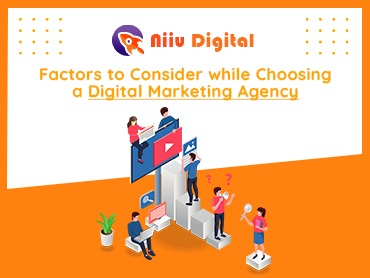 Niiu Digital
Factors to Consider while Choosing
a Digital Marketing Agency
? ?